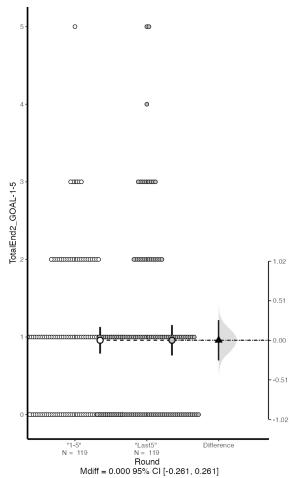 TotalEnd2_GOAL-1-5
5
4
3
2
1
0
1.02
0.51
0.00
-0.51
-1.02
"1-5"
N = 119
"Last5"
N = 119
Difference
Round
Mdiff = 0.000 95% CI [-0.261, 0.261]